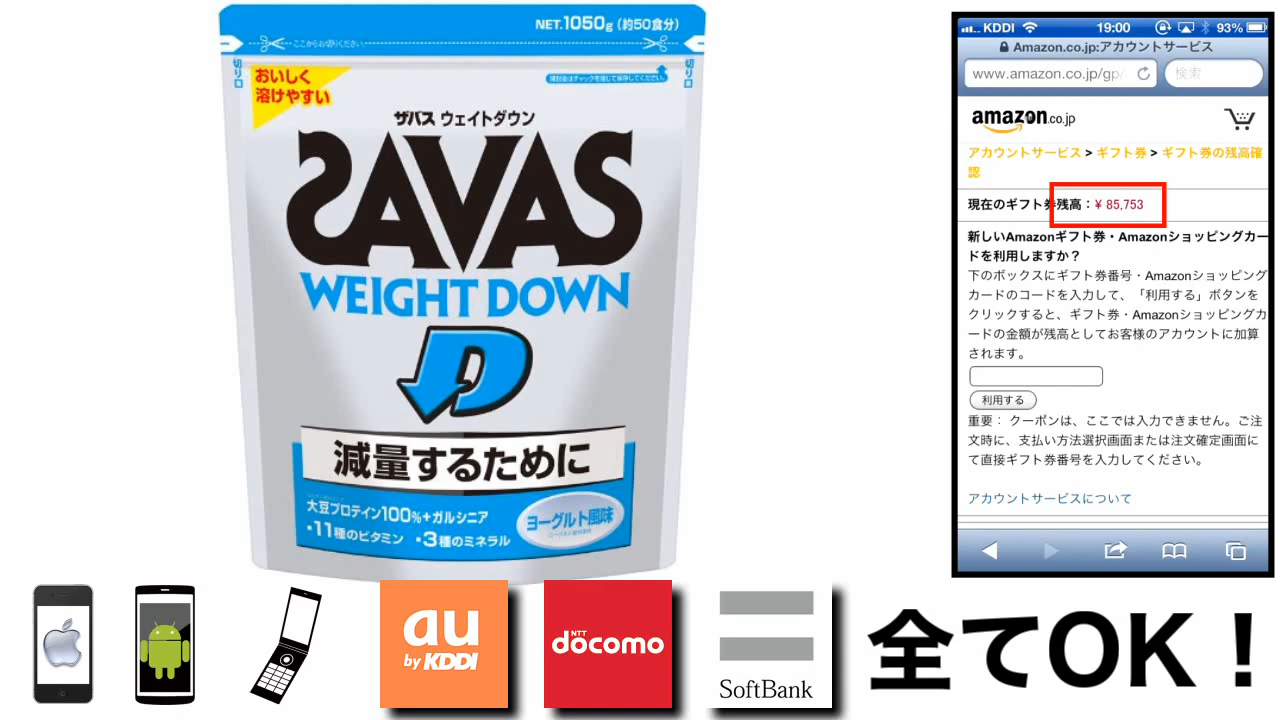 NET.1050g（約50食分）
ここからお切りください。
切り口
切り口
おいしく
溶けやすい
ザバス ウェイトダウン
SAVAS
WEIGHT DOWN
D
減量するために
大豆プロテイン100%+ガルシニア
・11種のビタミン ・3種のミネラル
ヨーグルト風味
KDDI 19:00 93%
Amazon.co.jp:アカウントサービス
www.amazon.co.jp/gp/
検索
amazon.co.jp
アカウントサービス > ギフト券 > ギフト券の残高確
認
現在のギフト券残高：¥ 85,753
新しいAmazonギフト券・Amazonショッピングカー
ドを利用しますか？
下のボックスにギフト券番号・Amazonショッピング
カードのコードを入力して、「利用する」ボタンを
クリックすると、ギフト券・Amazonショッピングカ
ードの金額が残高としてお客様のアカウントに加算
されます。
利用する
重要： クーポンは、ここでは入力できません。ご注
文時に、支払い方法選択画面または注文確定画面に
て直接ギフト券番号を入力してください。
アカウントサービスについて
au
by KDDI
NTT
docomo
SoftBank
全てOK！